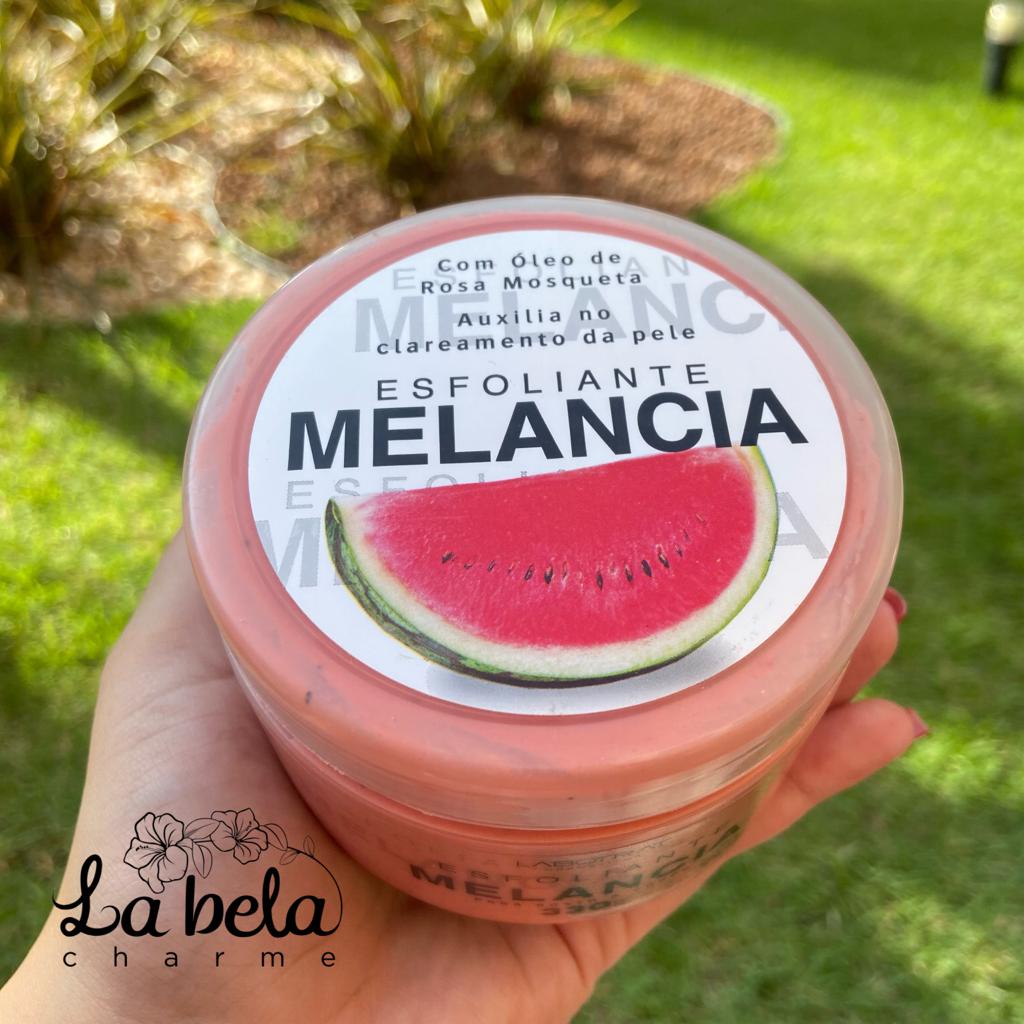 Com Óleo de
Rosa Mosqueta
Auxilia no
clareamento da pele
ESFOLIANTE
MELANCIA
ESFOLIANTE
MELANCIA
La bela
charme